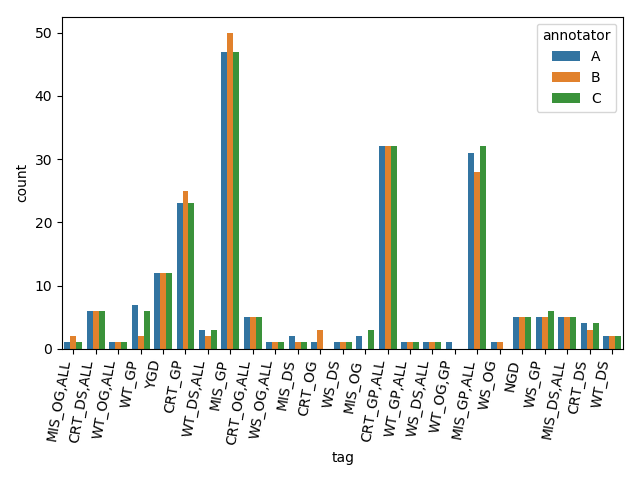 annotator
A
B
C
count
50
40
30
20
10
0
MIS_OG,ALL
CRT_DS,ALL
WT_OG,ALL
WT_GP
YGD
CRT_GP
WT_DS,ALL
MIS_GP
CRT_OG,ALL
WS_OG,ALL
MIS_DS
CRT_OG
WS_DS
MIS_OG
CRT_GP,ALL
WT_GP,ALL
WS_DS,ALL
WT_OG,GP
MIS_GP,ALL
WS_OG
NGD
WS_GP
MIS_DS,ALL
CRT_DS
WT_DS
tag